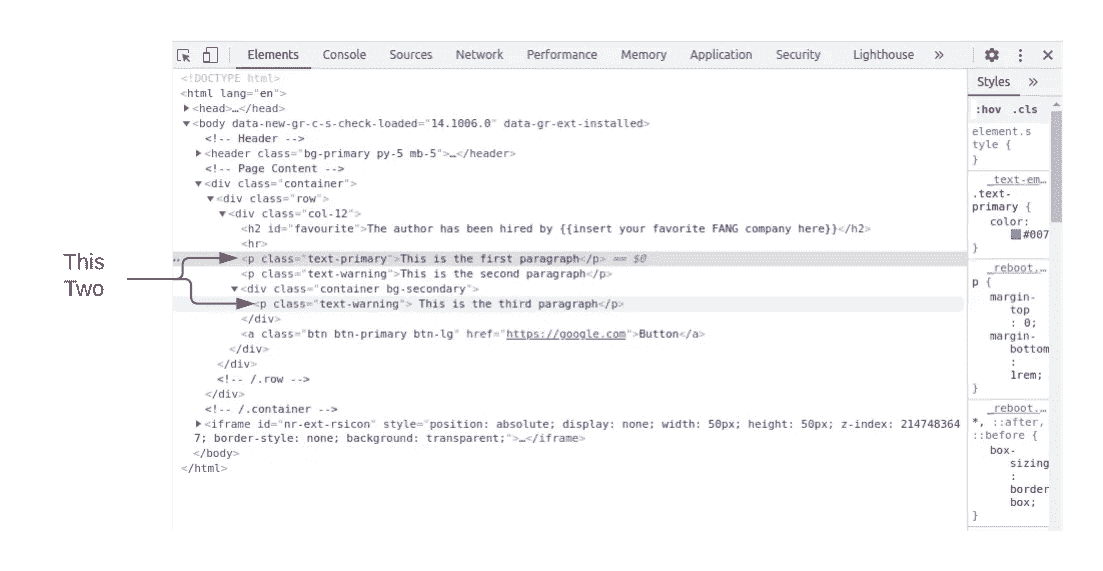 Elements Console Sources Network Performance Memory Application Security Lighthouse »
<!DOCTYPE html>
<html lang="en">
<head>…</head>
<body data-new-gr-c-s-check-loaded="14.1006.0" data-gr-ext-installed>
<!-- Header -->
<header class="bg-primary py-5 mb-5">…</header>
<!-- Page Content -->
<div class="container">
<div class="row">
<div class="col-12">
<h2 id="favourite">The author has been hired by {{insert your favorite FANG company here}}</h2>
<hr>
This
Two
<p class="text-primary">This is the first paragraph</p> == $0
<p class="text-warning">This is the second paragraph</p>
<div class="container bg-secondary">
<p class="text-warning"> This is the third paragraph</p>
</div>
<a class="btn btn-primary btn-lg" href="https://google.com">Button</a>
</div>
</div>
<!-- /.row -->
</div>
<!-- /.container -->
<iframe id="nr-ext-rsicon" style="position: absolute; display: none; width: 50px; height: 50px; z-index: 214748364
7; border-style: none; background: transparent;">…</iframe>
</body>
</html>
Styles »
:hov .cls
element.s
tyle {
}
_text-em…
.text-
primary {
color:
#007
}
_reboot.…
p {
margin-
top
: 0;
margin-
bottom
:
1rem;
}
_reboot.…
*, ::after,
::before {
box-
sizing
:
border
box;
}